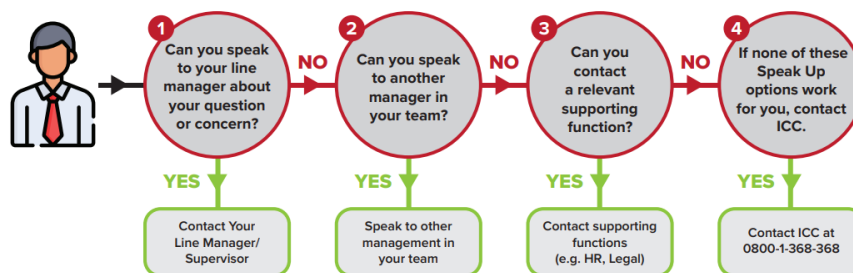 1
Can you speak
to your line
manager about
your question
or concern?
NO
2
Can you speak
to another
manager in
your team?
NO
3
Can you
contact
a relevant
supporting
function?
NO
4
If none of these
Speak Up
options work
for you, contact
ICC.
YES
Contact Your
Line Manager/
Supervisor
YES
Speak to other
management in
your team
YES
Contact supporting
functions
(e.g. HR, Legal)
YES
Contact ICC at
0800-1-368-368